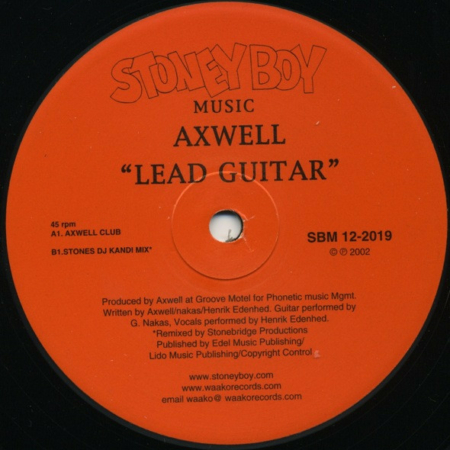 STONEYBOY
MUSIC
AXWELL
"LEAD GUITAR"
45 rpm
A1. AXWELL CLUB
B1.STONES DJ KANDI MIX*
SBM 12-2019
© ℗ 2002
Produced by Axwell at Groove Motel for Phonetic music Mgmt.
Written by Axwell/nakas/Henrik Edenhed. Guitar performed by
G. Nakas, Vocals performed by Henrik Edenhed.
*Remixed by Stonebridge Productions
Published by Edel Music Publishing/
Lido Music Publishing/Copyright Control
www.stoneyboy.com
www.waakorecords.com
email waako@ waakorecords.com